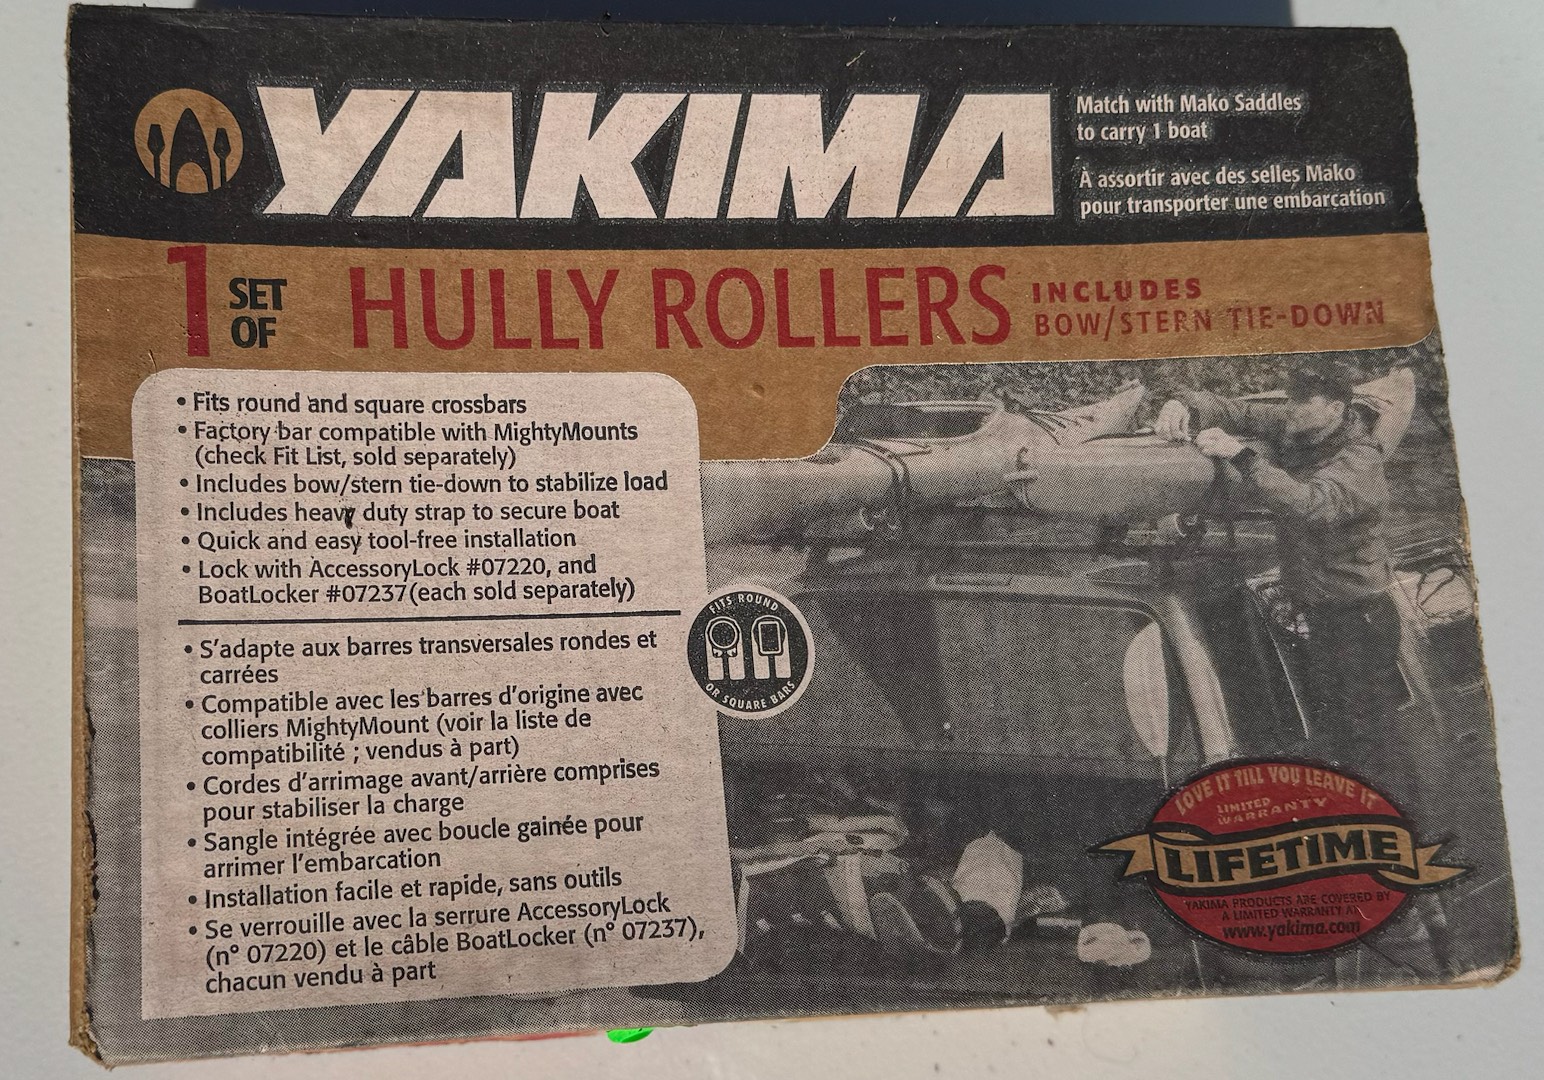 YAKIMA
Match with Mako Saddles
to carry 1 boat
À assortir avec des selles Mako
pour transporter une embarcation
1 SET OF HULLY ROLLERS
INCLUDES
BOW/STERN TIE-DOWN
• Fits round and square crossbars
• Factory bar compatible with MightyMounts
(check Fit List, sold separately)
• Includes bow/stern tie-down to stabilize load
• Includes heavy duty strap to secure boat
• Quick and easy tool-free installation
• Lock with AccessoryLock #07220, and
BoatLocker #07237(each sold separately)
• S'adapte aux barres transversales rondes et
carrées
• Compatible avec les barres d'origine avec
colliers MightyMount (voir la liste de
compatibilité ; vendus à part)
• Cordes d'arrimage avant/arrière comprises
pour stabiliser la charge
• Sangle intégrée avec boucle gainée pour
arrimer l'embarcation
• Installation facile et rapide, sans outils
• Se verrouille avec la serrure AccessoryLock
(n° 07220) et le câble BoatLocker (n° 07237),
chacun vendu à part
FITS ROUND
OR SQUARE BARS
LOVE IT TILL YOU LEAVE IT
LIMITED
WARRANTY
LIFETIME
YAKIMA PRODUCTS ARE COVERED BY
A LIMITED WARRANTY AT
www.yakima.com